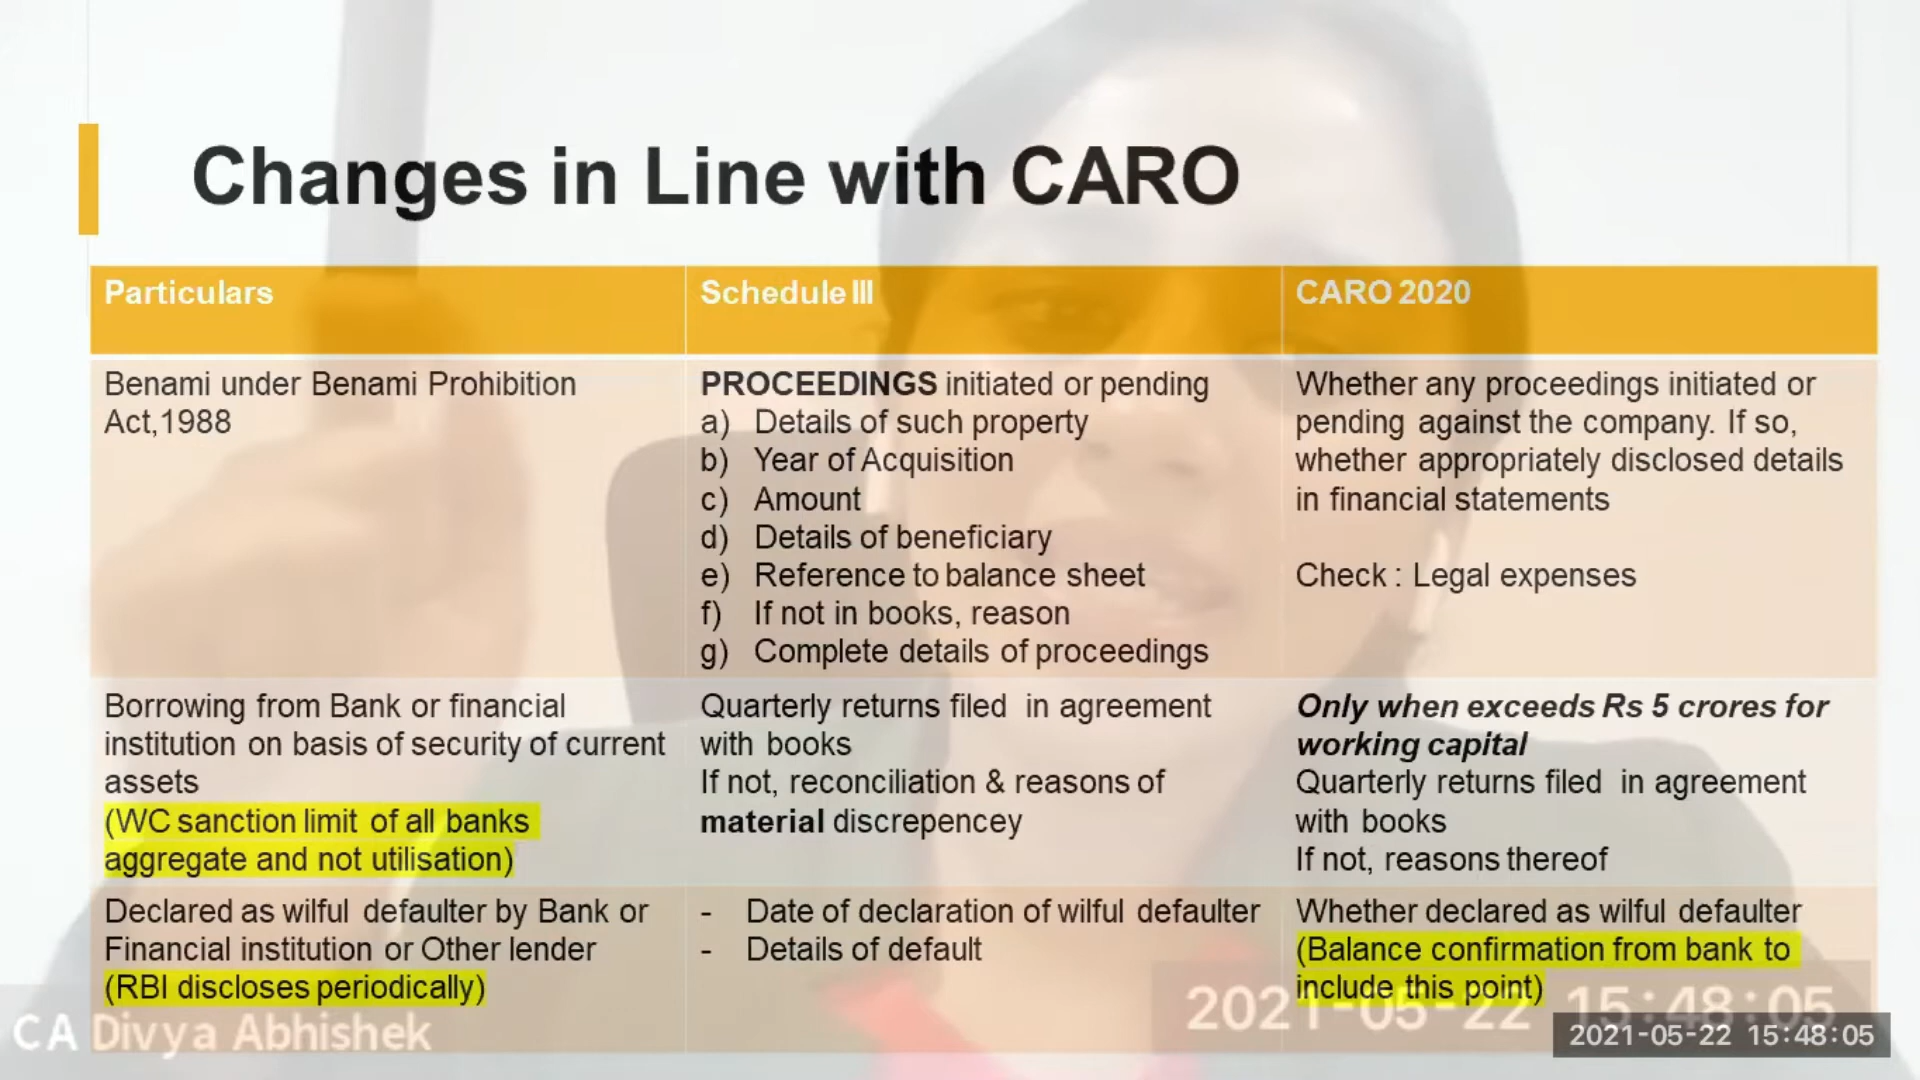 Changes in Line with CARO
Particulars
Schedule III
CARO 2020
Benami under Benami Prohibition
Act,1988
PROCEEDINGS initiated or pending
a) Details of such property
b) Year of Acquisition
c) Amount
d) Details of beneficiary
e) Reference to balance sheet
f) If not in books, reason
g) Complete details of proceedings
Whether any proceedings initiated or
pending against the company. If so,
whether appropriately disclosed details
in financial statements
Check : Legal expenses
Borrowing from Bank or financial
institution on basis of security of current
assets
(WC sanction limit of all banks
aggregate and not utilisation)
Quarterly returns filed in agreement
with books
If not, reconciliation & reasons of
material discrepencey
Only when exceeds Rs 5 crores for
working capital
Quarterly returns filed in agreement
with books
If not, reasons thereof
Declared as wilful defaulter by Bank or
Financial institution or Other lender
(RBI discloses periodically)
- Date of declaration of wilful defaulter
- Details of default
Whether declared as wilful defaulter
(Balance confirmation from bank to
include this point)
CA Divya Abhishek
2021-05-22 15:48:05
2021-05-22 15:48:05